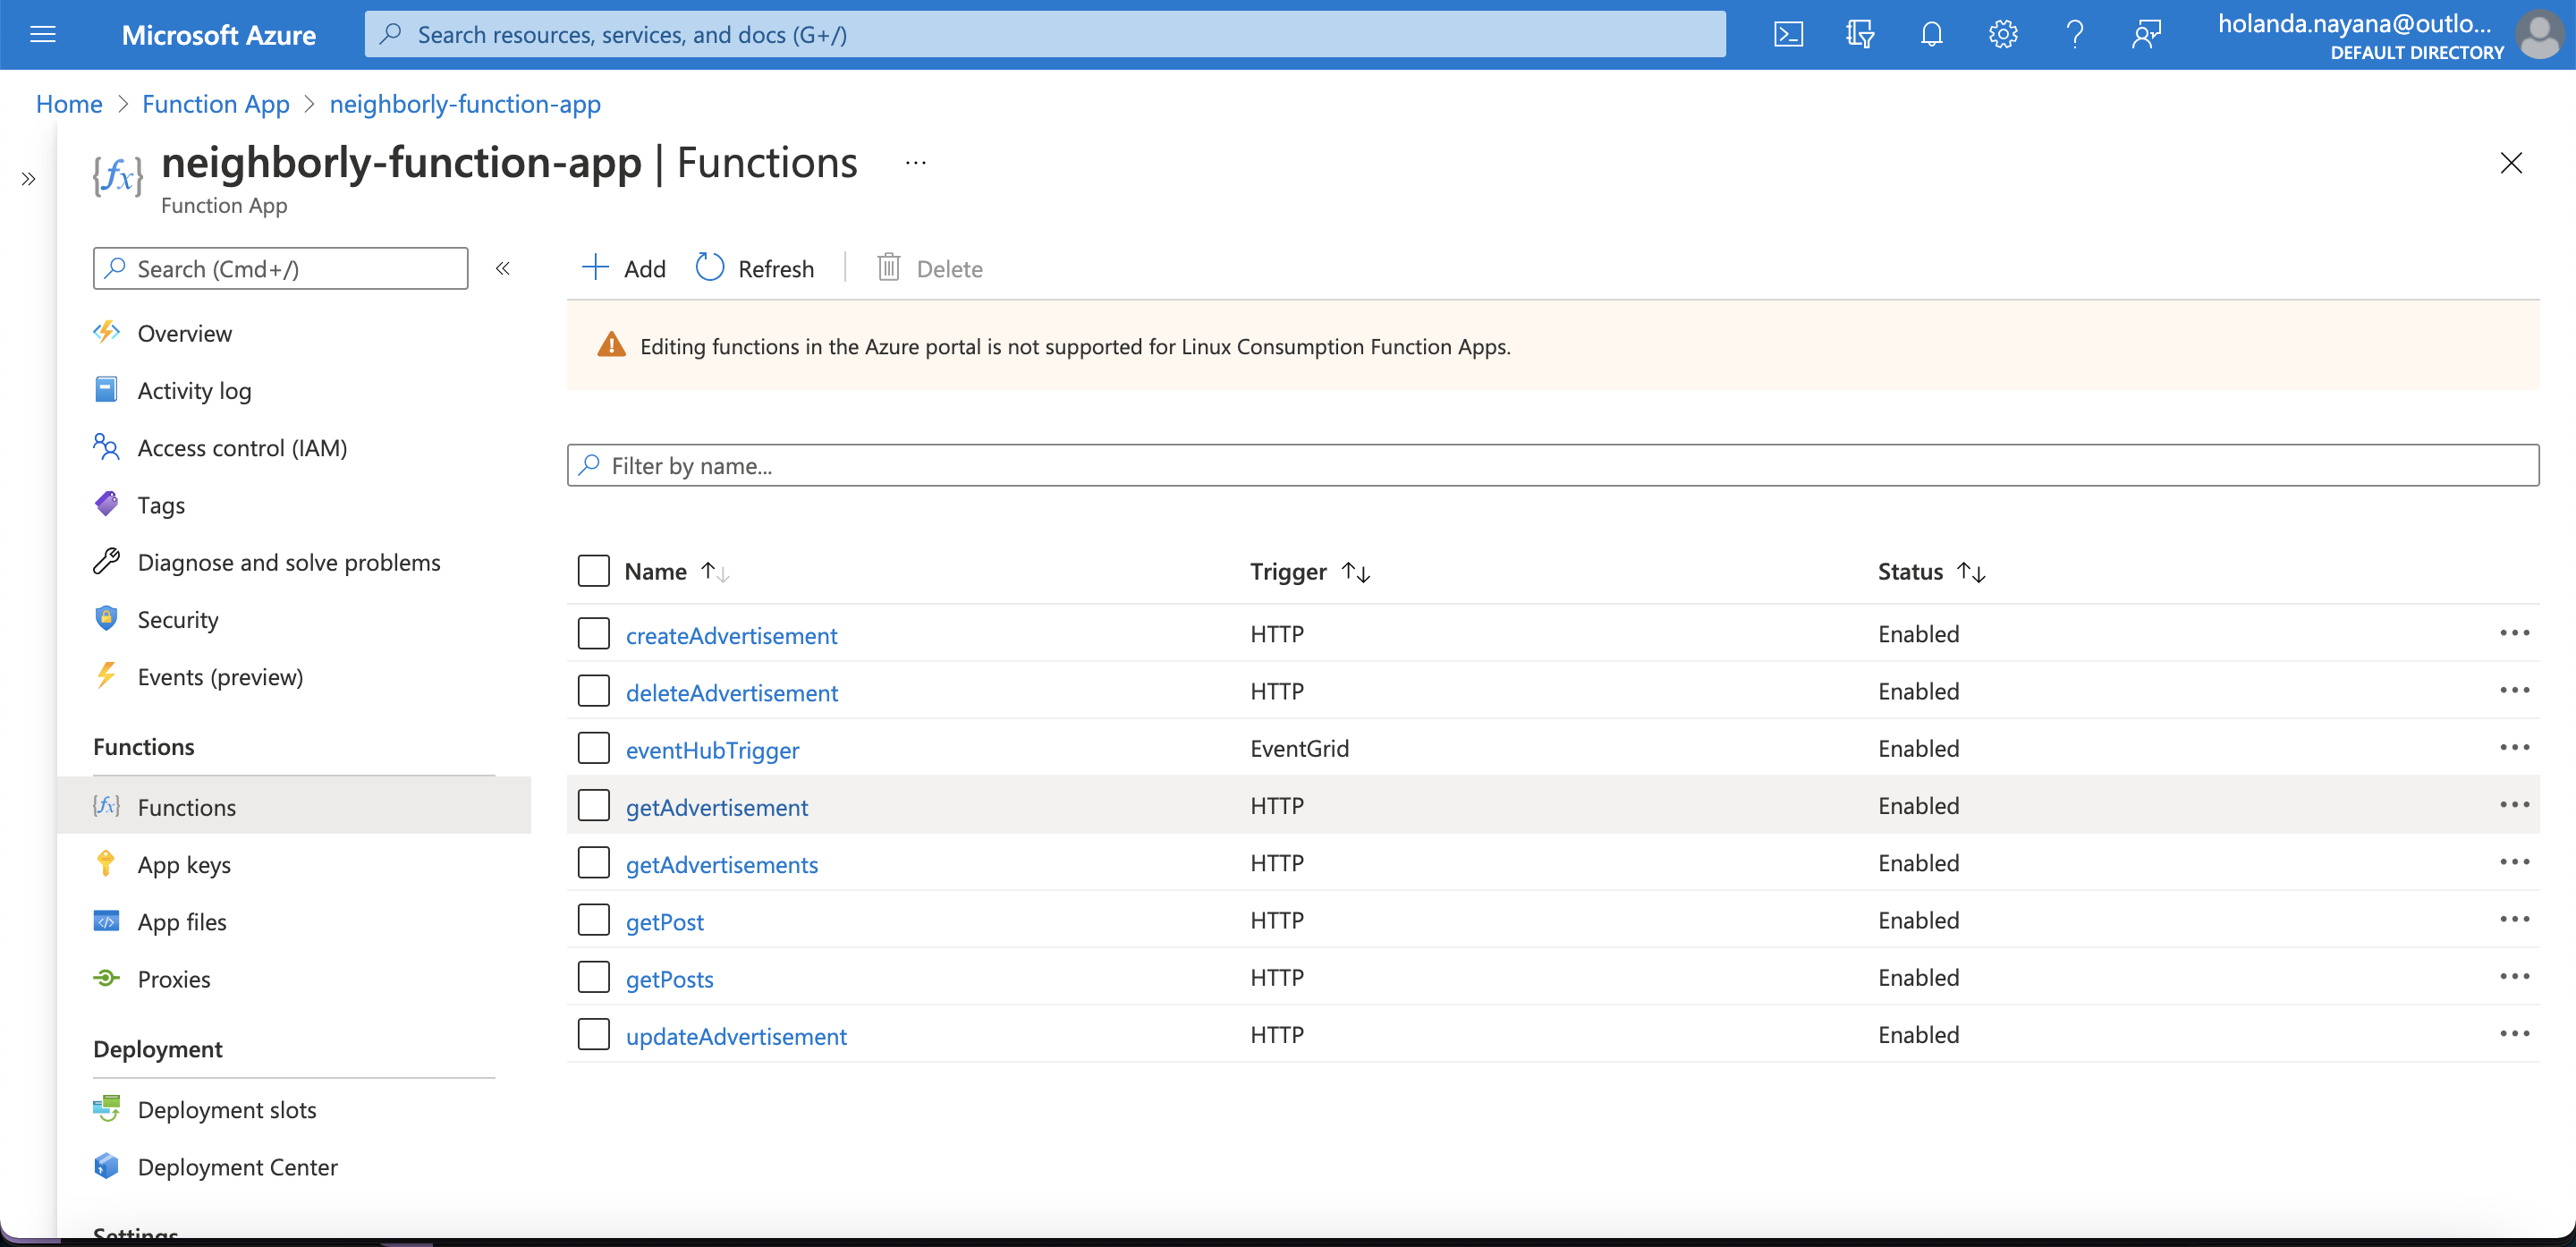 Microsoft Azure
Search resources, services, and docs (G+/)
holanda.nayana@outlo...
DEFAULT DIRECTORY
Home > Function App > neighborly-function-app
neighborly-function-app | Functions ...
Function App
Search (Cmd+/)
Overview
Activity log
Access control (IAM)
Tags
Diagnose and solve problems
Security
Events (preview)
Functions
Functions
App keys
App files
Proxies
Deployment
Deployment slots
Deployment Center
Settings
Add Refresh Delete
Editing functions in the Azure portal is not supported for Linux Consumption Function Apps.
Filter by name...
Name Trigger Status
createAdvertisement HTTP Enabled
deleteAdvertisement HTTP Enabled
eventHubTrigger EventGrid Enabled
getAdvertisement HTTP Enabled
getAdvertisements HTTP Enabled
getPost HTTP Enabled
getPosts HTTP Enabled
updateAdvertisement HTTP Enabled